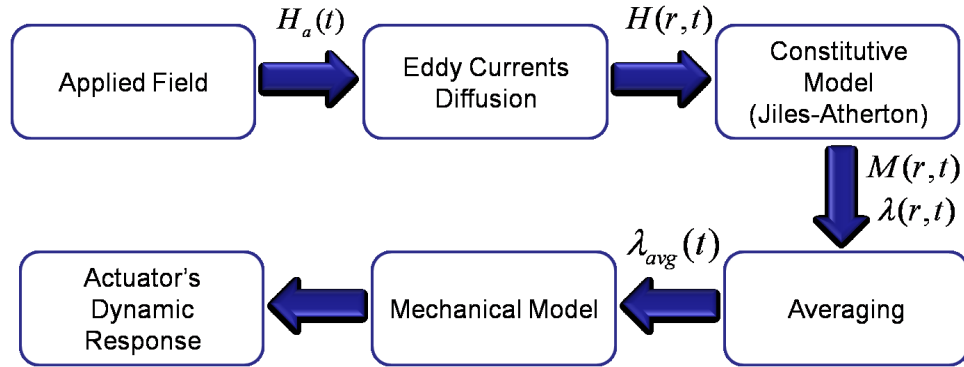 H_a(t)
H(r,t)
Applied Field
Eddy Currents
Diffusion
Constitutive
Model
(Jiles-Atherton)
M(r,t)
λ(r,t)
λ_avg(t)
Actuator's
Dynamic
Response
Mechanical Model
Averaging